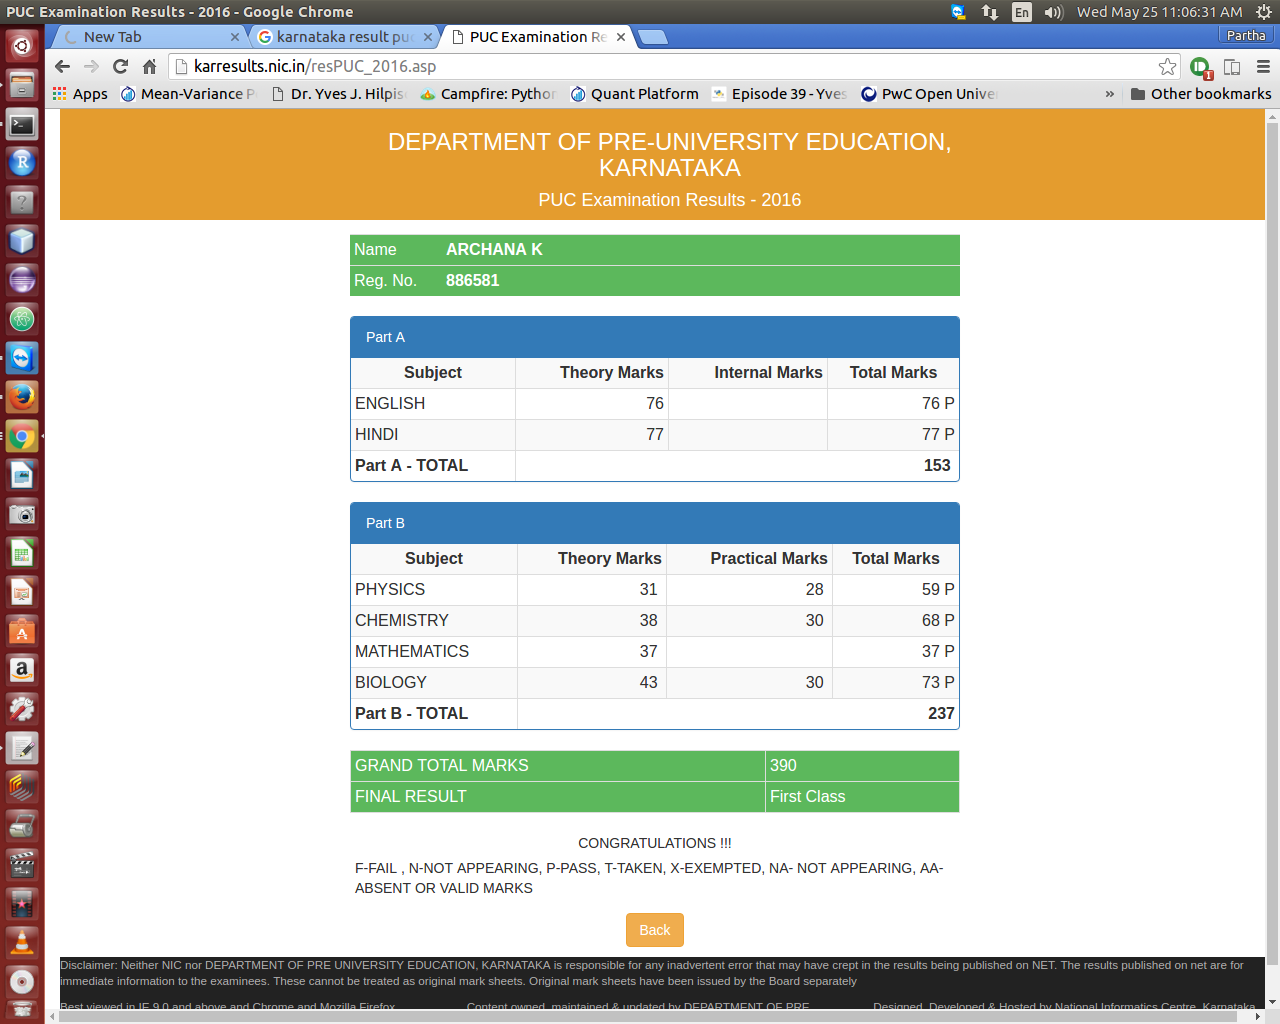 PUC Examination Results - 2016 - Google Chrome
En
Wed May 25 11:06:31 AM
New Tab
karnataka result puc
PUC Examination Re
Partha
karresults.nic.in/resPUC_2016.asp
1
Apps
Mean-Variance P
Dr. Yves J. Hilpis
Campfire: Python
Quant Platform
Episode 39 - Yves
PwC Open Univer
»
Other bookmarks
DEPARTMENT OF PRE-UNIVERSITY EDUCATION,
KARNATAKA
PUC Examination Results - 2016
Name ARCHANA K
Reg. No. 886581
Part A
Subject Theory Marks Internal Marks Total Marks
ENGLISH 76 76 P
HINDI 77 77 P
Part A - TOTAL 153
Part B
Subject Theory Marks Practical Marks Total Marks
PHYSICS 31 28 59 P
CHEMISTRY 38 30 68 P
MATHEMATICS 37 37 P
BIOLOGY 43 30 73 P
Part B - TOTAL 237
GRAND TOTAL MARKS 390
FINAL RESULT First Class
CONGRATULATIONS !!!
F-FAIL , N-NOT APPEARING, P-PASS, T-TAKEN, X-EXEMPTED, NA- NOT APPEARING, AA-
ABSENT OR VALID MARKS
Back
Disclaimer: Neither NIC nor DEPARTMENT OF PRE UNIVERSITY EDUCATION, KARNATAKA is responsible for any inadvertent error that may have crept in the results being published on NET. The results published on net are for
immediate information to the examinees. These cannot be treated as original mark sheets. Original mark sheets have been issued by the Board separately
Best viewed in IE 9.0 and above and Chrome and Mozilla Firefox Content owned, maintained & updated by DEPARTMENT OF PRE Designed, Developed & Hosted by National Informatics Centre, Karnataka